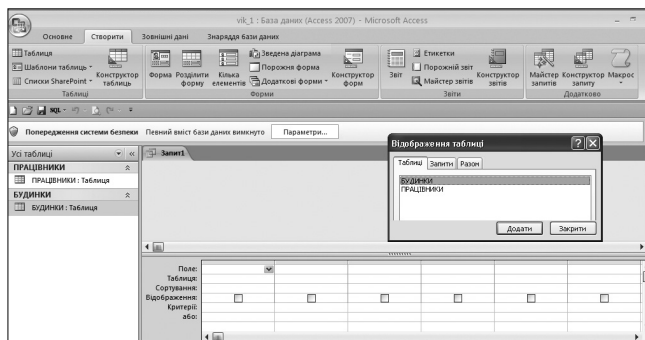 vik_1 : База даних (Access 2007) - Microsoft Access
Основне Створити Зовнішні дані Знаряддя бази даних
Таблиця
Шаблони таблиць
Списки SharePoint
Конструктор таблиць
Таблиці
Форма
Розділити форму
Кілька елементів
Зведена діаграма
Порожня форма
Додаткові форми
Конструктор форм
Форми
Звіт
Етикетки
Порожній звіт
Майстер звітів
Конструктор звітів
Звіти
Майстер запитів
Конструктор запиту
Макрос
Додатково
SQL
Попередження системи безпеки Певний вміст бази даних вимкнуто Параметри...
Усі таблиці
ПРАЦІВНИКИ
ПРАЦІВНИКИ : Таблиця
БУДИНКИ
БУДИНКИ : Таблиця
Запит1
Відображення таблиці
Таблиці Запити Разом
БУДИНКИ
ПРАЦІВНИКИ
Додати Закрити
Поле:
Таблиця:
Сортування:
Відображення:
Критерії:
або: